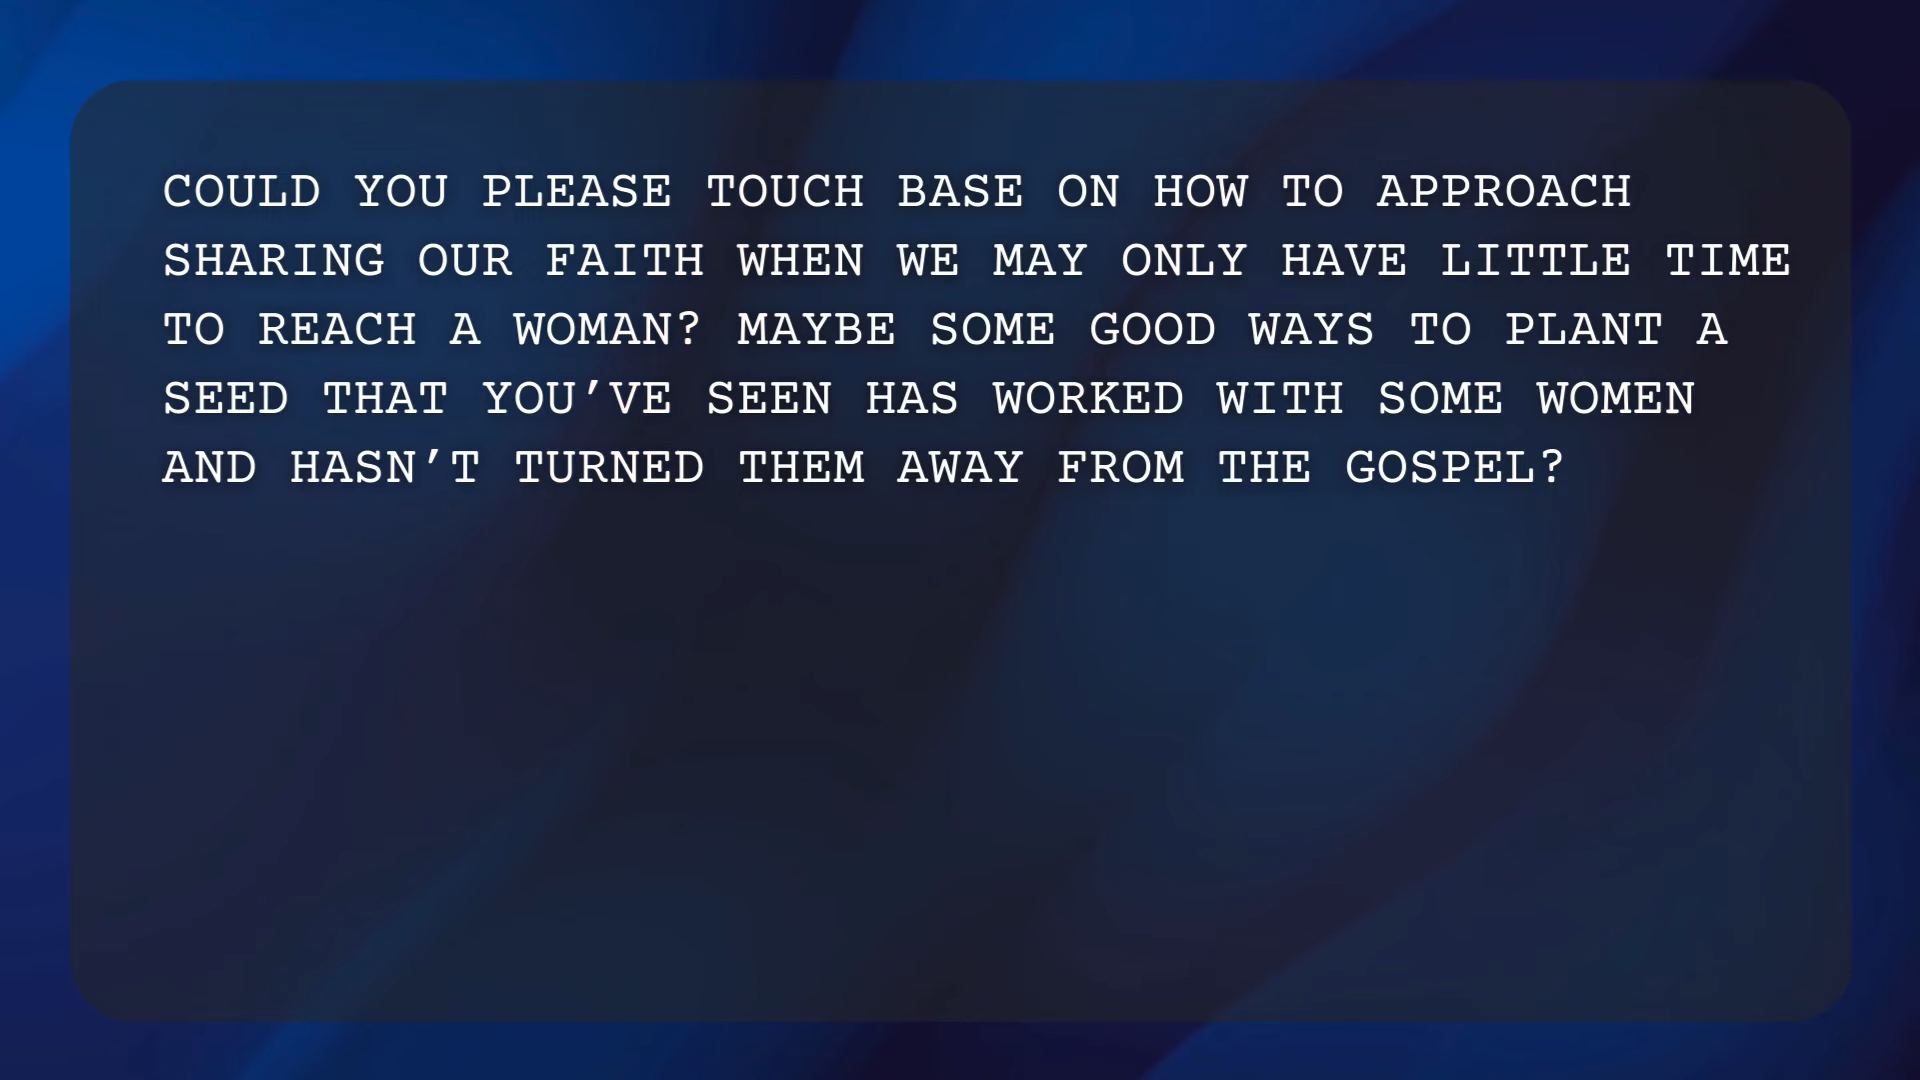 COULD YOU PLEASE TOUCH BASE ON HOW TO APPROACH
SHARING OUR FAITH WHEN WE MAY ONLY HAVE LITTLE TIME
TO REACH A WOMAN? MAYBE SOME GOOD WAYS TO PLANT A
SEED THAT YOU’VE SEEN HAS WORKED WITH SOME WOMEN
AND HASN’T TURNED THEM AWAY FROM THE GOSPEL?